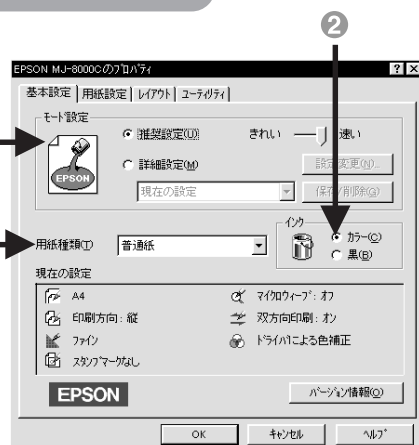 2
EPSON MJ-8000Cのプロパティ
基本設定 用紙設定 レイアウト ユーティリティ
モード設定
推奨設定(U) きれい 速い
EPSON
詳細設定(M) 設定変更(N)...
現在の設定 保存/削除(G)
インク
用紙種類(T) 普通紙 カラー(C)
黒(B)
現在の設定
A4 マイクロウィーブ: オフ
印刷方向: 縦 双方向印刷: オン
ファイン ドライバによる色補正
スタンプマークなし
EPSON バージョン情報(O)
OK キャンセル ヘルプ